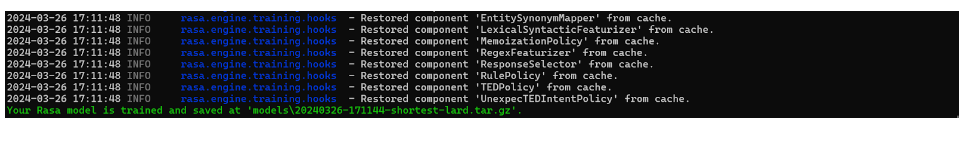 2024-03-26 17:11:48 INFO     rasa.engine.training.hooks  - Restored component 'EntitySynonymMapper' from cache.
2024-03-26 17:11:48 INFO     rasa.engine.training.hooks  - Restored component 'LexicalSyntacticFeaturizer' from cache.
2024-03-26 17:11:48 INFO     rasa.engine.training.hooks  - Restored component 'MemoizationPolicy' from cache.
2024-03-26 17:11:48 INFO     rasa.engine.training.hooks  - Restored component 'RegexFeaturizer' from cache.
2024-03-26 17:11:48 INFO     rasa.engine.training.hooks  - Restored component 'ResponseSelector' from cache.
2024-03-26 17:11:48 INFO     rasa.engine.training.hooks  - Restored component 'RulePolicy' from cache.
2024-03-26 17:11:48 INFO     rasa.engine.training.hooks  - Restored component 'TEDPolicy' from cache.
2024-03-26 17:11:48 INFO     rasa.engine.training.hooks  - Restored component 'UnexpecTEDIntentPolicy' from cache.
Your Rasa model is trained and saved at 'models\20240326-171144-shortest-lard.tar.gz'.